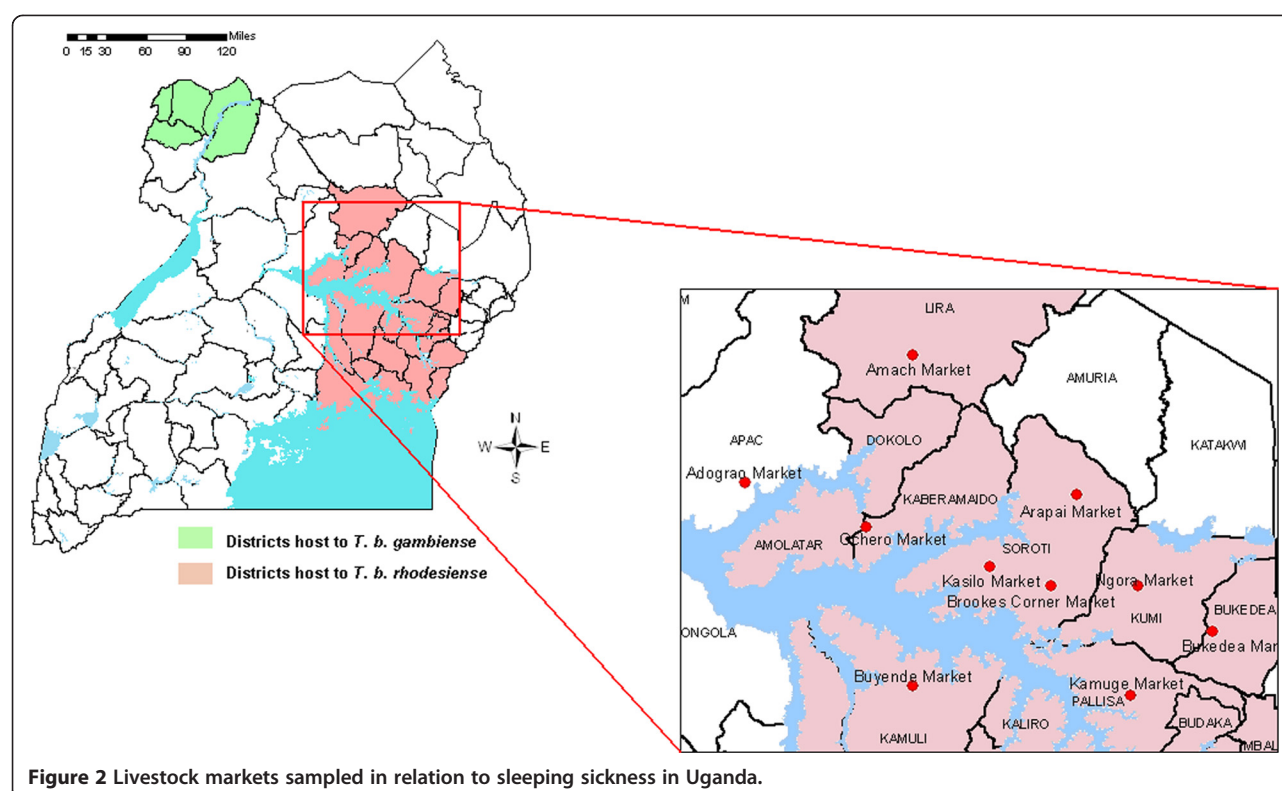 Miles
0 15 30 60 90 120
N
W E
S
Districts host to T. b. gambiense
Districts host to T. b. rhodesiense
M
LIRA
Amach Market
AMURIA
APAC
DOKOLO
KATAKWI
Adograo Market
KABERAMAIDO
Arapai Market
Ochero Market
AMOLATAR
SOROTI
Kasilo Market
Ngora Market
Brookes Corner Market
BUKEDEA
KUMI
ONGOLA
Bukedea Mar
Buyende Market
Kamuge Market
PALLISA
KALIRO
BUDAKA
KAMULI
MBAL
Figure 2 Livestock markets sampled in relation to sleeping sickness in Uganda.